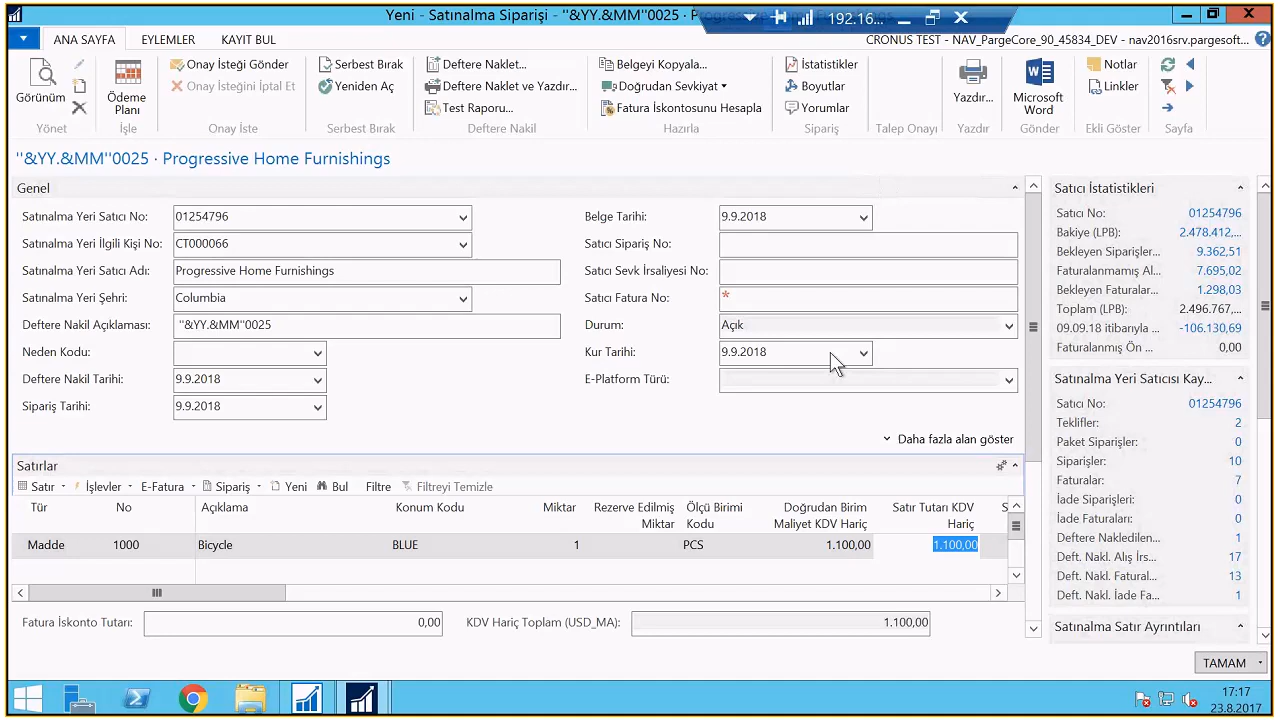 Yeni - Satınalma Siparişi - ''&YY.&MM''0025 · Progressive Home Furnishings
192.16...
ANA SAYFA EYLEMLER KAYIT BUL
CRONUS TEST - NAV_PargeCore_90_45834_DEV - nav2016srv.pargesoft...
Görünüm
Yönet
Ödeme Planı
İşle
Onay İsteği Gönder
Onay İsteğini İptal Et
Onay İste
Serbest Bırak
Yeniden Aç
Serbest Bırak
Deftere Naklet...
Deftere Naklet ve Yazdır...
Test Raporu...
Deftere Nakil
Belgeyi Kopyala...
Doğrudan Sevkiyat
Fatura İskontosunu Hesapla
Hazırla
İstatistikler
Boyutlar
Yorumlar
Sipariş
Talep Onayı
Yazdır...
Yazdır
Microsoft Word
Gönder
Notlar
Linkler
Ekli Göster
Sayfa
''&YY.&MM''0025 · Progressive Home Furnishings
Genel
Satınalma Yeri Satıcı No: 01254796
Satınalma Yeri İlgili Kişi No: CT000066
Satınalma Yeri Satıcı Adı: Progressive Home Furnishings
Satınalma Yeri Şehri: Columbia
Deftere Nakil Açıklaması: ''&YY.&MM''0025
Neden Kodu:
Deftere Nakil Tarihi: 9.9.2018
Sipariş Tarihi: 9.9.2018
Belge Tarihi: 9.9.2018
Satıcı Sipariş No:
Satıcı Sevk İrsaliyesi No:
Satıcı Fatura No: *
Durum: Açık
Kur Tarihi: 9.9.2018
E-Platform Türü:
Daha fazla alan göster
Satırlar
Satır İşlevler E-Fatura Sipariş Yeni Bul Filtre Filtreyi Temizle
Tür No Açıklama Konum Kodu Miktar Rezerve Edilmiş Miktar Ölçü Birimi Kodu Doğrudan Birim Maliyet KDV Hariç Satır Tutarı KDV Hariç S
Madde 1000 Bicycle BLUE 1 PCS 1.100,00 1.100,00
Fatura İskonto Tutarı: 0,00 KDV Hariç Toplam (USD_MA): 1.100,00
Satıcı İstatistikleri
Satıcı No: 01254796
Bakiye (LPB): 2.478.412,...
Bekleyen Siparişler... 9.362,51
Faturalanmamış Al... 7.695,02
Bekleyen Faturalar... 1.298,03
Toplam (LPB): 2.496.767,...
09.09.18 itibarıyla ... -106.130,69
Faturalanmış Ön ... 0,00
Satınalma Yeri Satıcısı Kay...
Satıcı No: 01254796
Teklifler: 2
Paket Siparişler: 0
Siparişler: 10
Faturalar: 7
İade Siparişleri: 0
İade Faturaları: 0
Deftere Nakledilen... 1
Deft. Nakl. Alış İrs... 17
Deft. Nakl. Fatural... 13
Deft. Nakl. İade Fa... 1
Satınalma Satır Ayrıntıları
TAMAM
17:17
23.8.2017